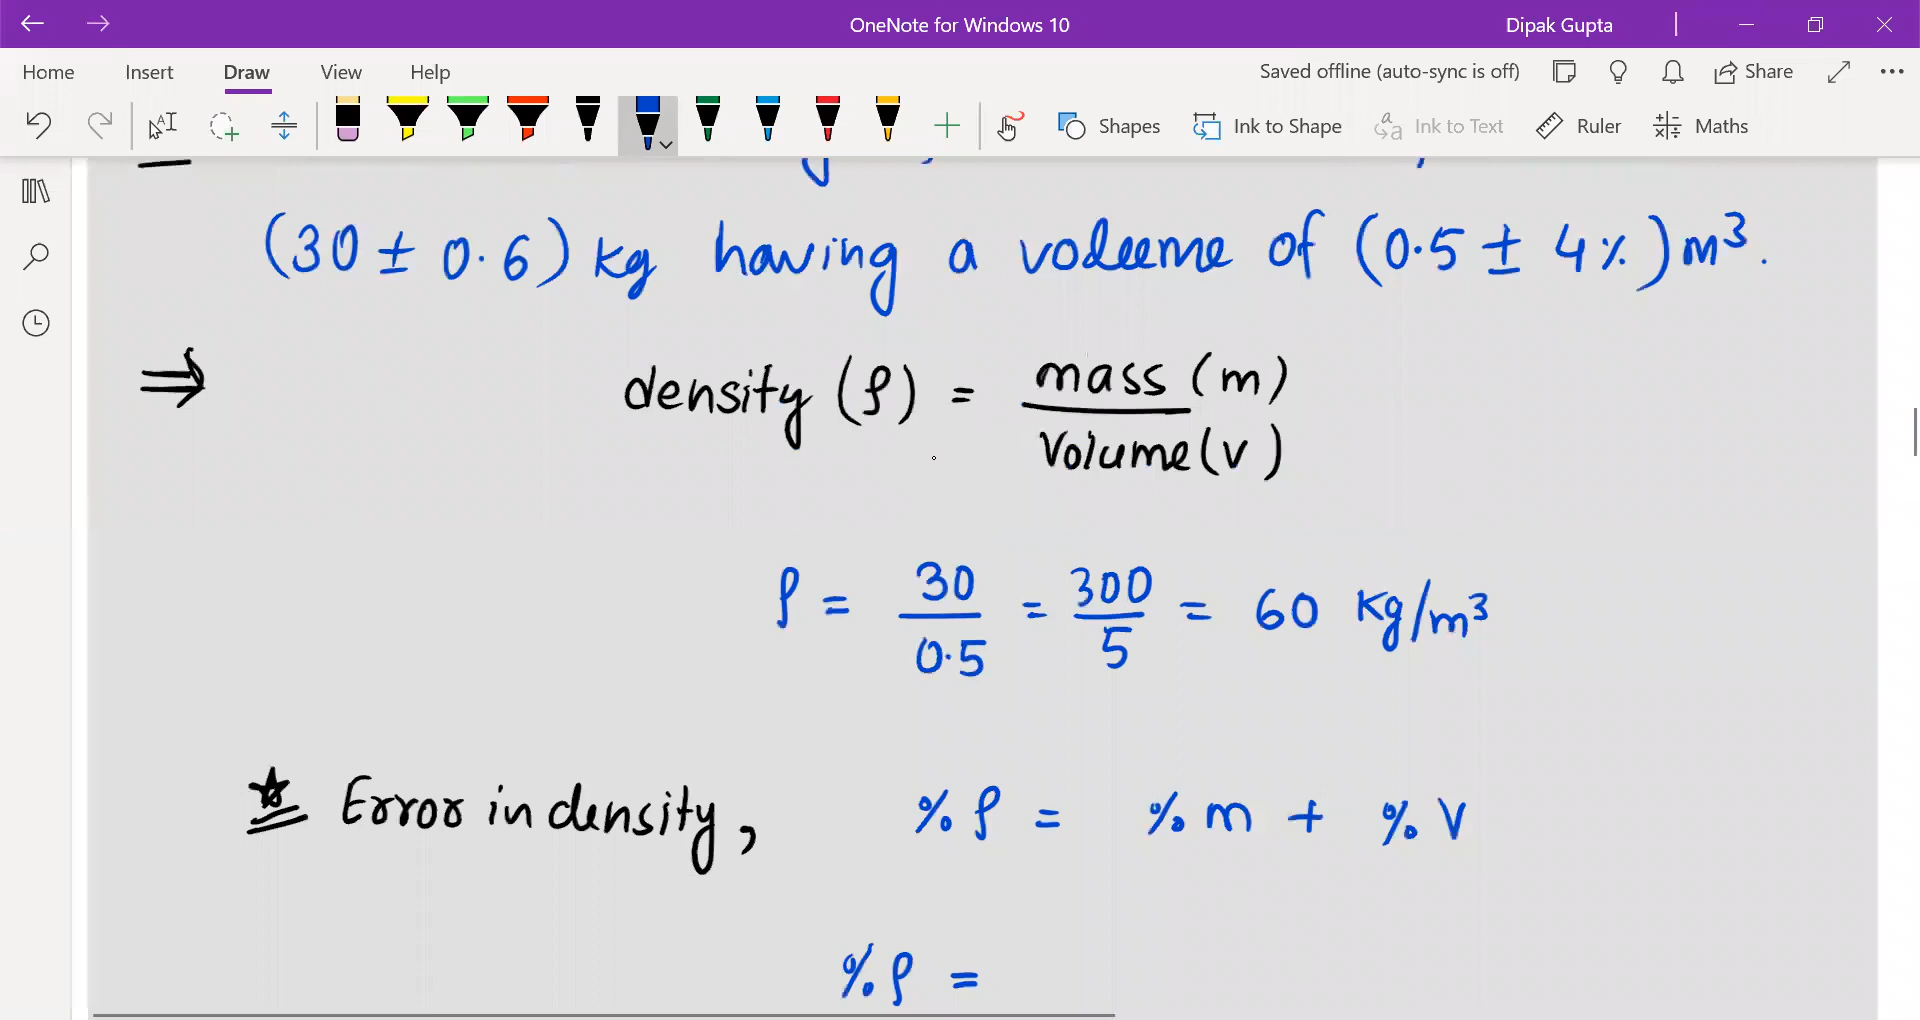 OneNote for Windows 10
Dipak Gupta
Home Insert Draw View Help
Saved offline (auto-sync is off) Share
Shapes Ink to Shape Ink to Text Ruler Maths
(30 ± 0.6) kg having a voleeme of (0.5 ± 4%) m³.
⇒ density (ρ) = mass (m) / Volume (v)
ρ = 30 / 0.5 = 300 / 5 = 60 Kg/m³
Error in density, %ρ = %m + %V
%ρ =